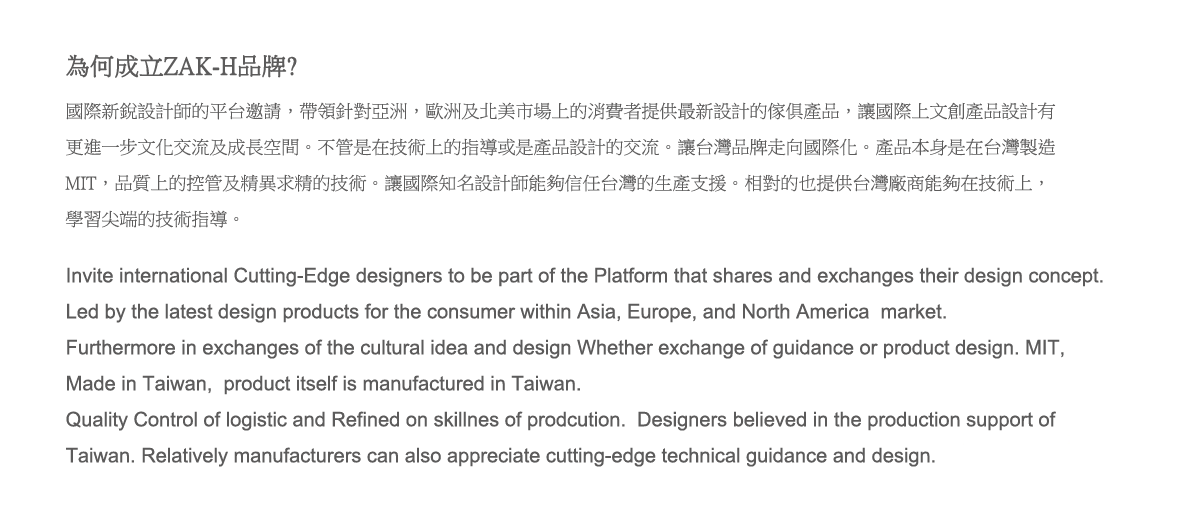 為何成立ZAK-H品牌?
國際新銳設計師的平台邀請，帶領針對亞洲，歐洲及北美市場上的消費者提供最新設計的傢俱產品，讓國際上文創產品設計有
更進一步文化交流及成長空間。不管是在技術上的指導或是產品設計的交流。讓台灣品牌走向國際化。產品本身是在台灣製造
MIT，品質上的控管及精異求精的技術。讓國際知名設計師能夠信任台灣的生產支援。相對的也提供台灣廠商能夠在技術上，
學習尖端的技術指導。
Invite international Cutting-Edge designers to be part of the Platform that shares and exchanges their design concept.
Led by the latest design products for the consumer within Asia, Europe, and North America  market.
Furthermore in exchanges of the cultural idea and design Whether exchange of guidance or product design. MIT,
Made in Taiwan,  product itself is manufactured in Taiwan.
Quality Control of logistic and Refined on skillnes of prodcution.  Designers believed in the production support of
Taiwan. Relatively manufacturers can also appreciate cutting-edge technical guidance and design.